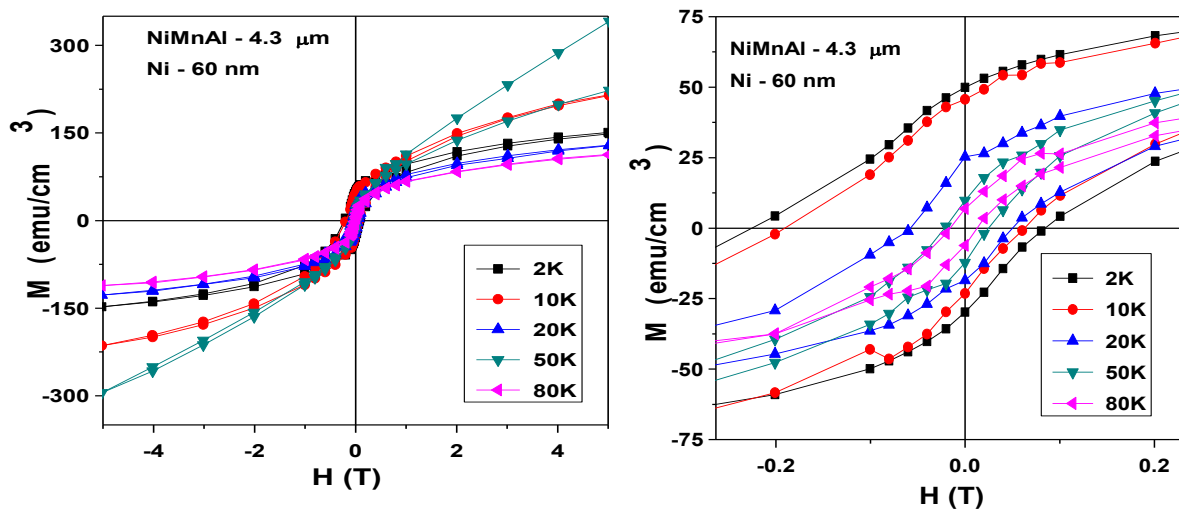 NiMnAl - 4.3 μm
Ni - 60 nm
M (emu/cm3)
350
300
150
0
-150
-300
-4
-2
0
2
4
H (T)
2K
10K
20K
50K
80K
NiMnAl - 4.3 μm
Ni - 60 nm
M (emu/cm3)
75
50
25
0
-25
-50
-75
-0.2
0.0
0.2
H (T)
2K
10K
20K
50K
80K